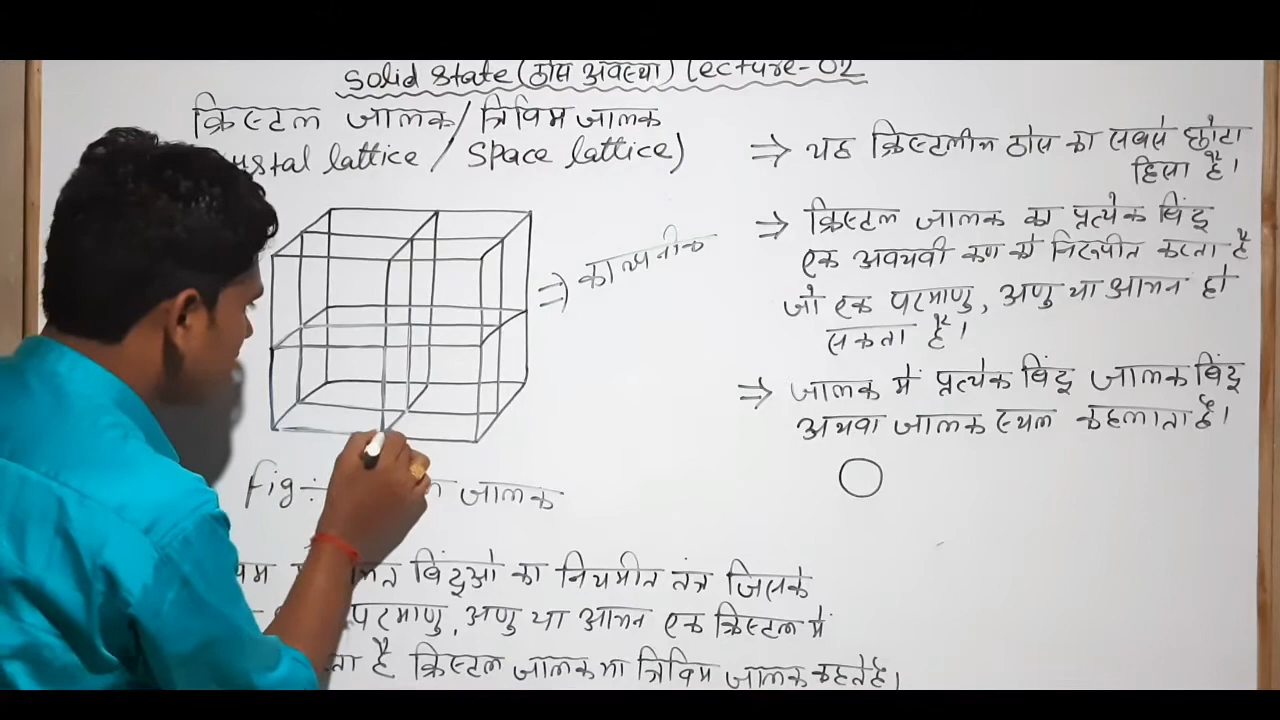 Solid State (ठोस अवस्था) Lecture-02
क्रिस्टल जालक/त्रिविम जालक
ystal lattice / Space lattice)
⇒ काल्पनीक
fig ÷ जालक
मित बिंदुओ का नियमीत तंत्र जिसके
परमाणु, अणु या आयन एक क्रिस्टल में
ता है क्रिस्टल जालक या त्रिविम जालक कहते है।
⇒ यह क्रिस्टलीन ठोस का सबसे छोटा
हिसा है।
⇒ क्रिस्टल जालक का प्रत्येक बिंदू
एक अवयवी कण को निरूपीत करता है
जो एक परमाणु, अणु या आयन हो
सकता है।
⇒ जालक में प्रत्येक बिंदू जालक बिंदू
अथवा जालक स्थल कहलाता है।